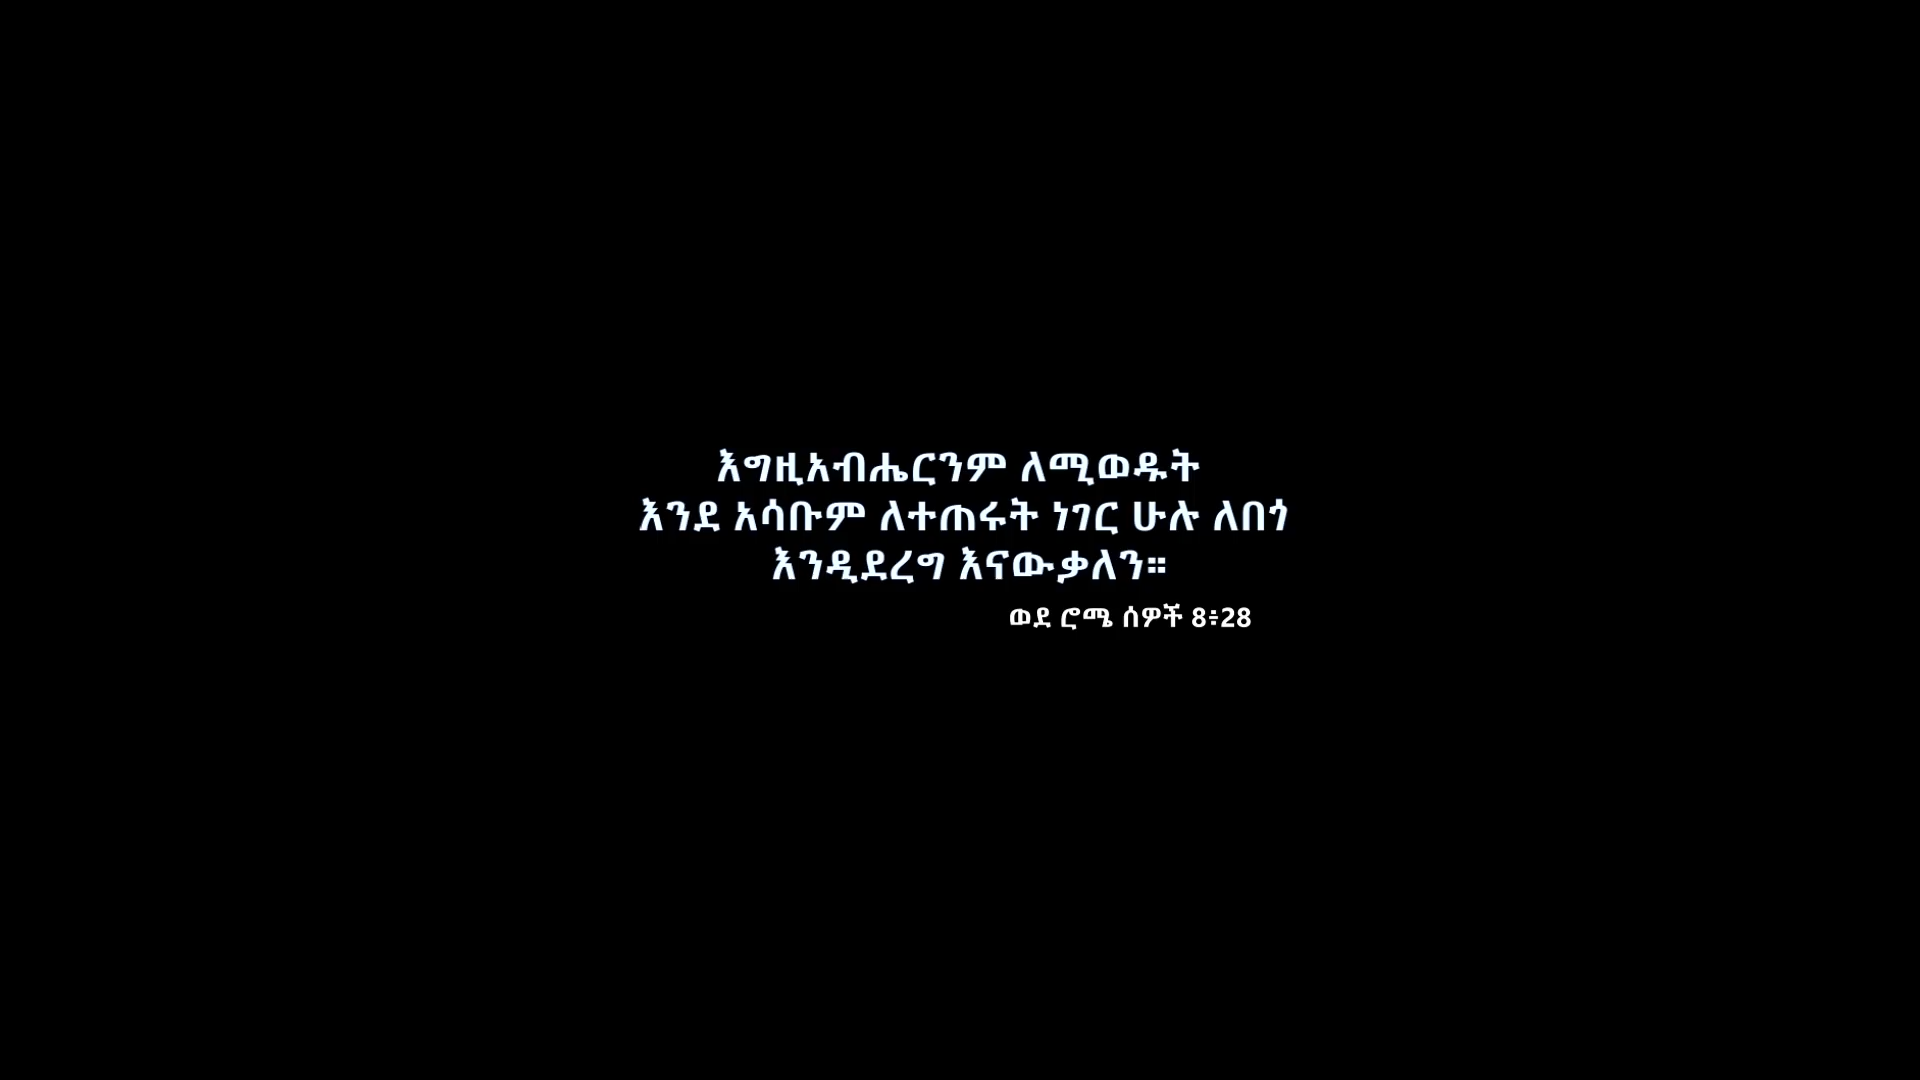 እግዚአብሔርንም ለሚወዱት
እንደ አሳቡም ለተጠሩት ነገር ሁሉ ለበጎ
እንዲደረግ እናውቃለን።
ወደ ሮሜ ሰዎች 8፥28